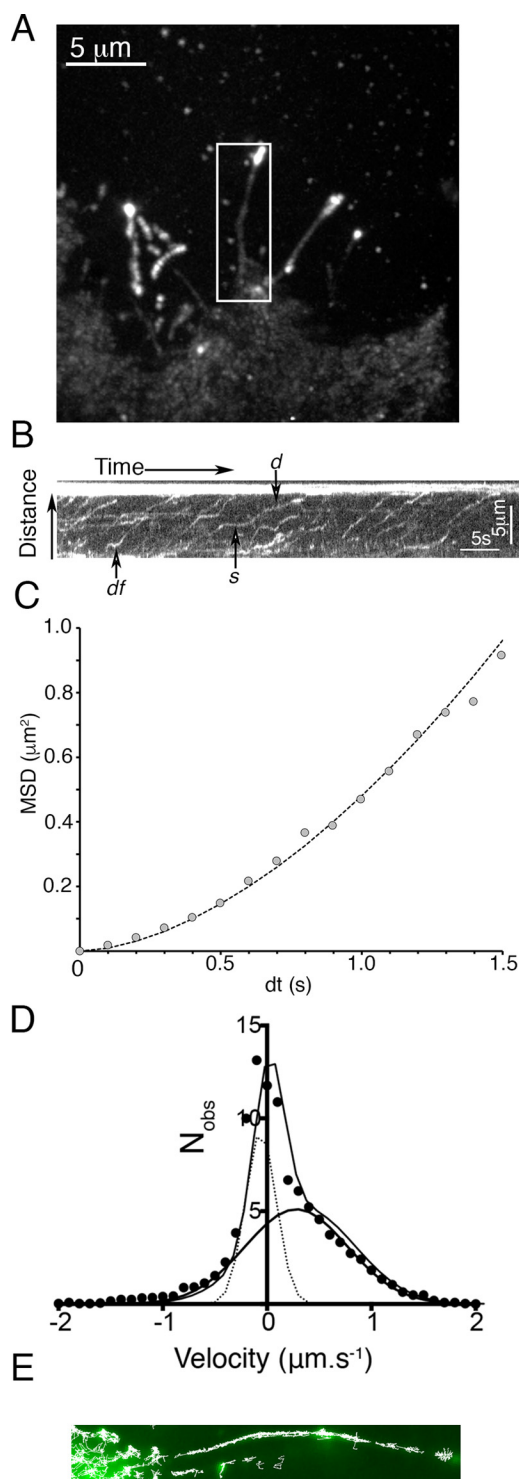 A
5 μm
B
Time
d
Distance
5μm
5s
df
s
C
1.0
0.8
0.6
0.4
0.2
MSD (μm²)
0
0.5
1.0
1.5
dt (s)
D
15
10
5
N obs
-2
-1
0
1
2
Velocity (μm.s⁻¹)
E